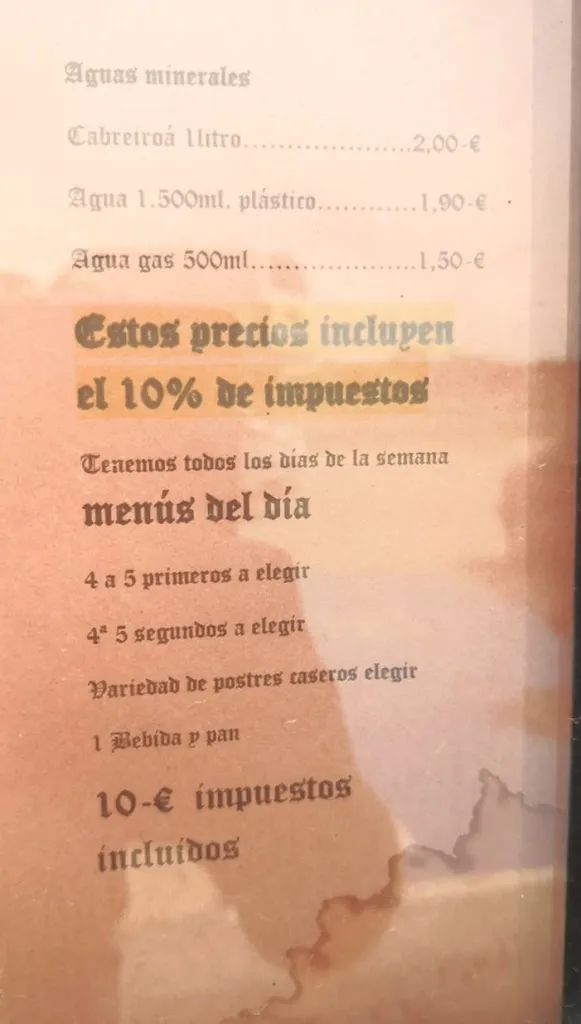 Aguas minerales
Cabreiroá 1litro.....................2,00-€
Agua 1.500ml. plástico............1,90-€
Agua gas 500ml.....................1,50-€
Estos precios incluyen
el 10% de impuestos
Tenemos todos los días de la semana
menús del día
4 a 5 primeros a elegir
4ª 5 segundos a elegir
Variedad de postres caseros elegir
1 Bebida y pan
10-€ impuestos
incluidos